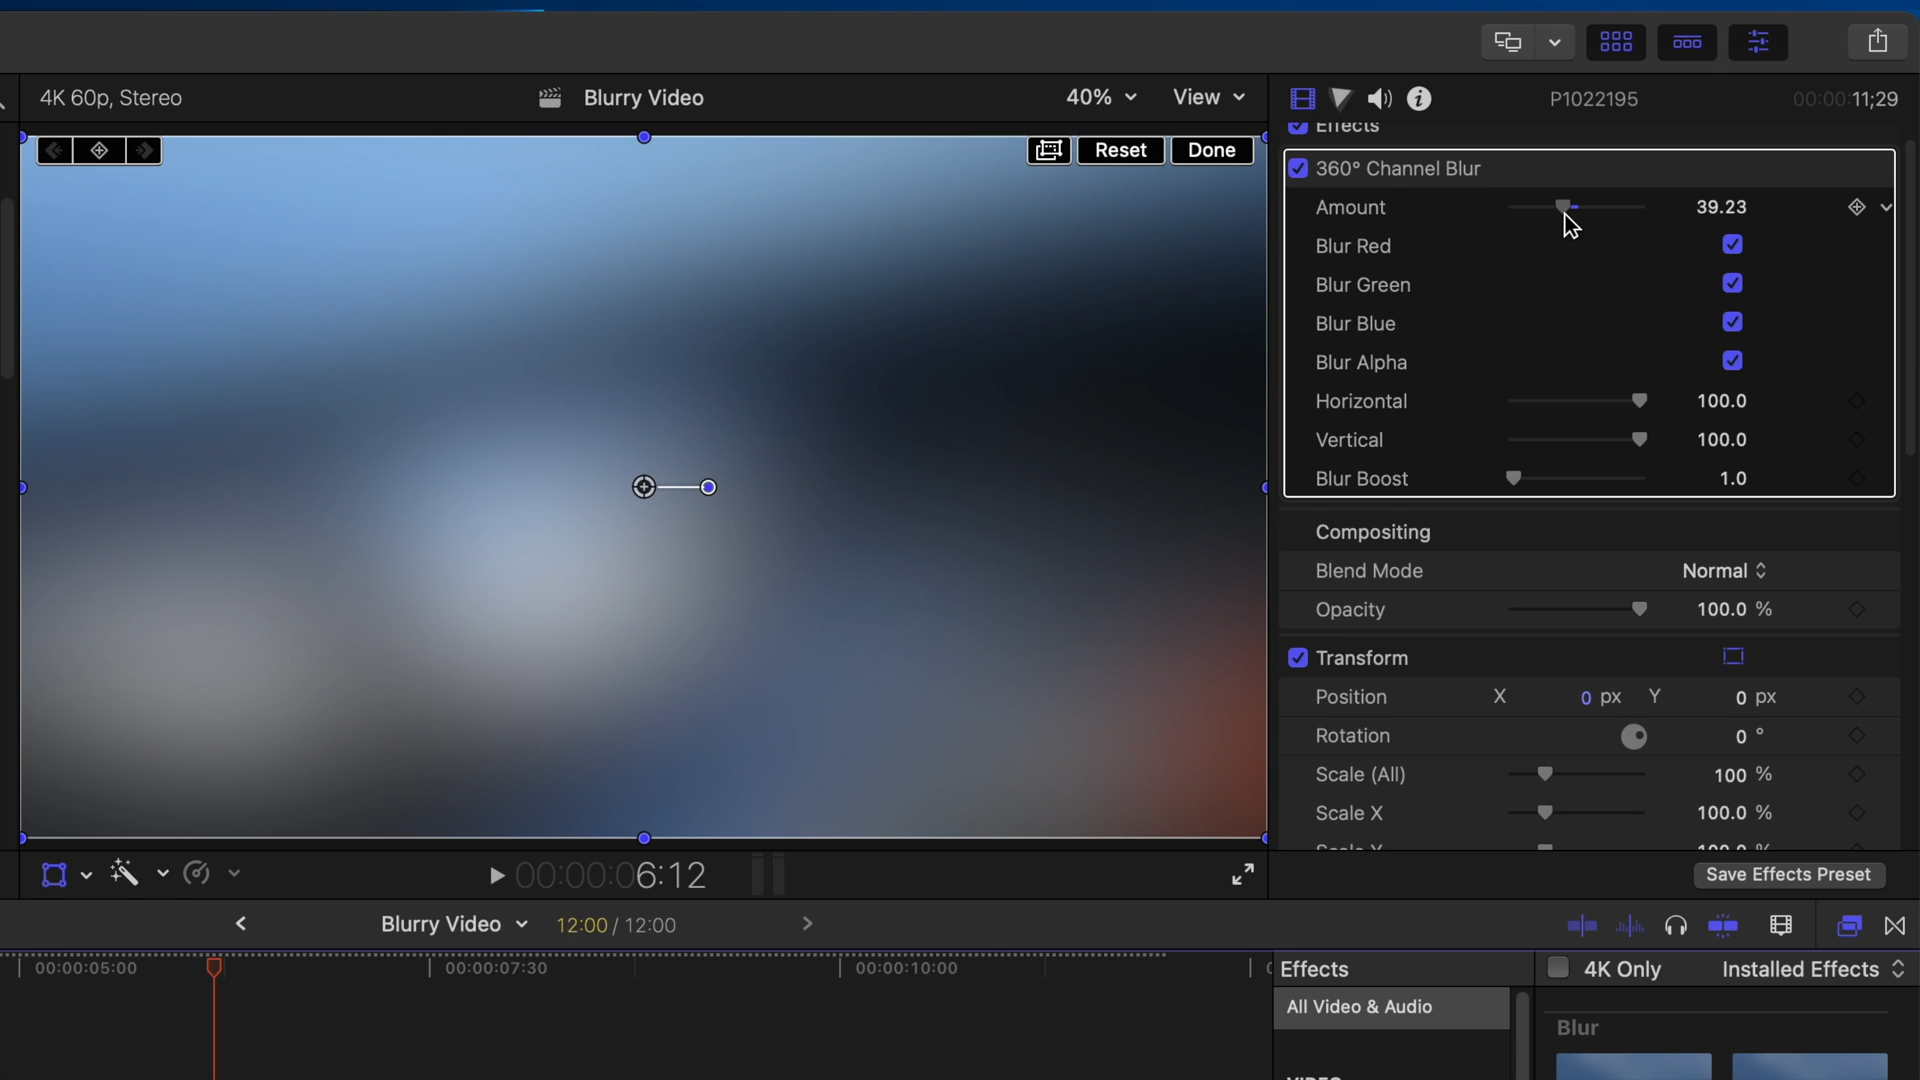 4K 60p, Stereo
Blurry Video
40%
View
P1022195
00:00:11;29
Reset
Done
Effects
360° Channel Blur
Amount 39.23
Blur Red
Blur Green
Blur Blue
Blur Alpha
Horizontal 100.0
Vertical 100.0
Blur Boost 1.0
Compositing
Blend Mode Normal
Opacity 100.0 %
Transform
Position X 0 px Y 0 px
Rotation 0 °
Scale (All) 100 %
Scale X 100.0 %
Scale Y 100.0 %
00:00:06:12
Save Effects Preset
Blurry Video 12:00 / 12:00
00:00:05:00
00:00:07:30
00:00:10:00
Effects
4K Only
Installed Effects
All Video & Audio
Blur
VIDEO